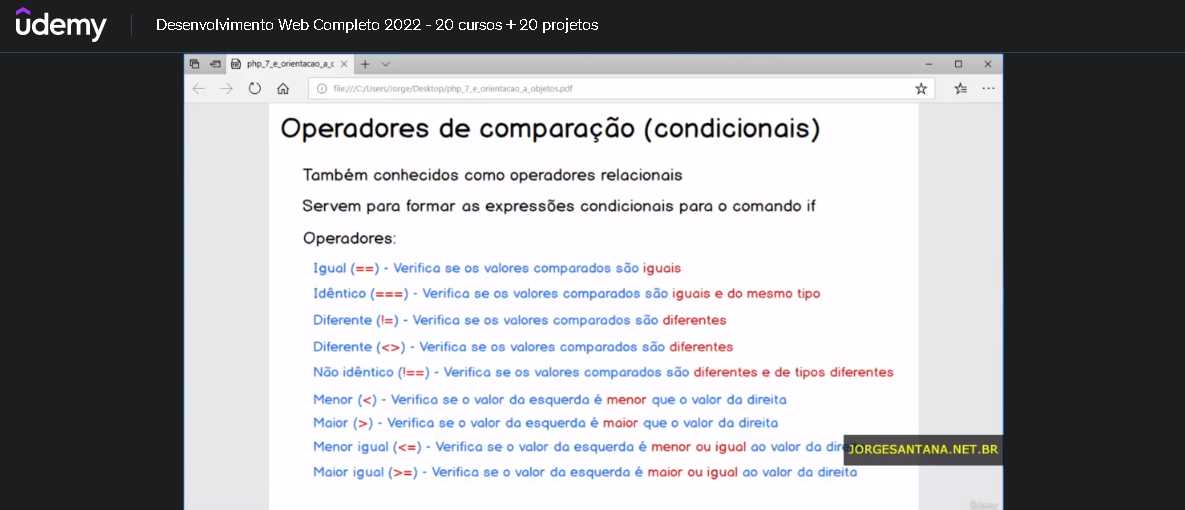 ûdemy
Desenvolvimento Web Completo 2022 - 20 cursos + 20 projetos
php_7_e_orientacao_a_c
file:///C:/Users/Jorge/Desktop/php_7_e_orientacao_a_objetos.pdf
Operadores de comparação (condicionais)
Também conhecidos como operadores relacionais
Servem para formar as expressões condicionais para o comando if
Operadores:
Igual (==) - Verifica se os valores comparados são iguais
Idêntico (===) - Verifica se os valores comparados são iguais e do mesmo tipo
Diferente (!=) - Verifica se os valores comparados são diferentes
Diferente (<>) - Verifica se os valores comparados são diferentes
Não idêntico (!==) - Verifica se os valores comparados são diferentes e de tipos diferentes
Menor (<) - Verifica se o valor da esquerda é menor que o valor da direita
Maior (>) - Verifica se o valor da esquerda é maior que o valor da direita
Menor igual (<=) - Verifica se o valor da esquerda é menor ou igual ao valor da dire
JORGESANTANA.NET.BR
Maior igual (>=) - Verifica se o valor da esquerda é maior ou igual ao valor da direita
ûdemy